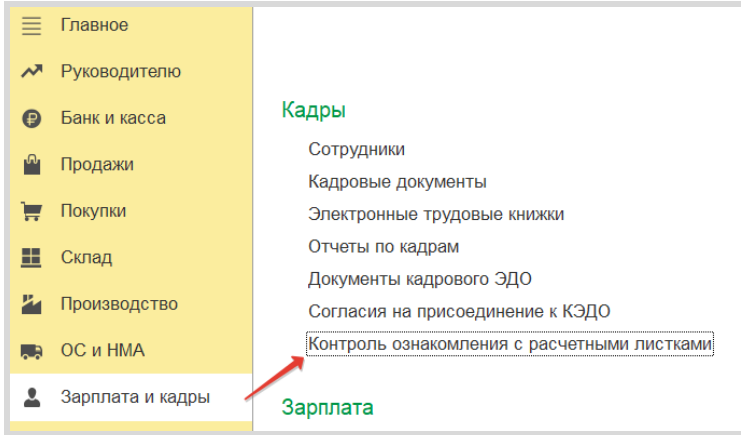 Главное
Руководителю
Банк и касса
Продажи
Покупки
Склад
Производство
ОС и НМА
Зарплата и кадры
Кадры
Сотрудники
Кадровые документы
Электронные трудовые книжки
Отчеты по кадрам
Документы кадрового ЭДО
Согласия на присоединение к КЭДО
Контроль ознакомления с расчетными листками
Зарплата